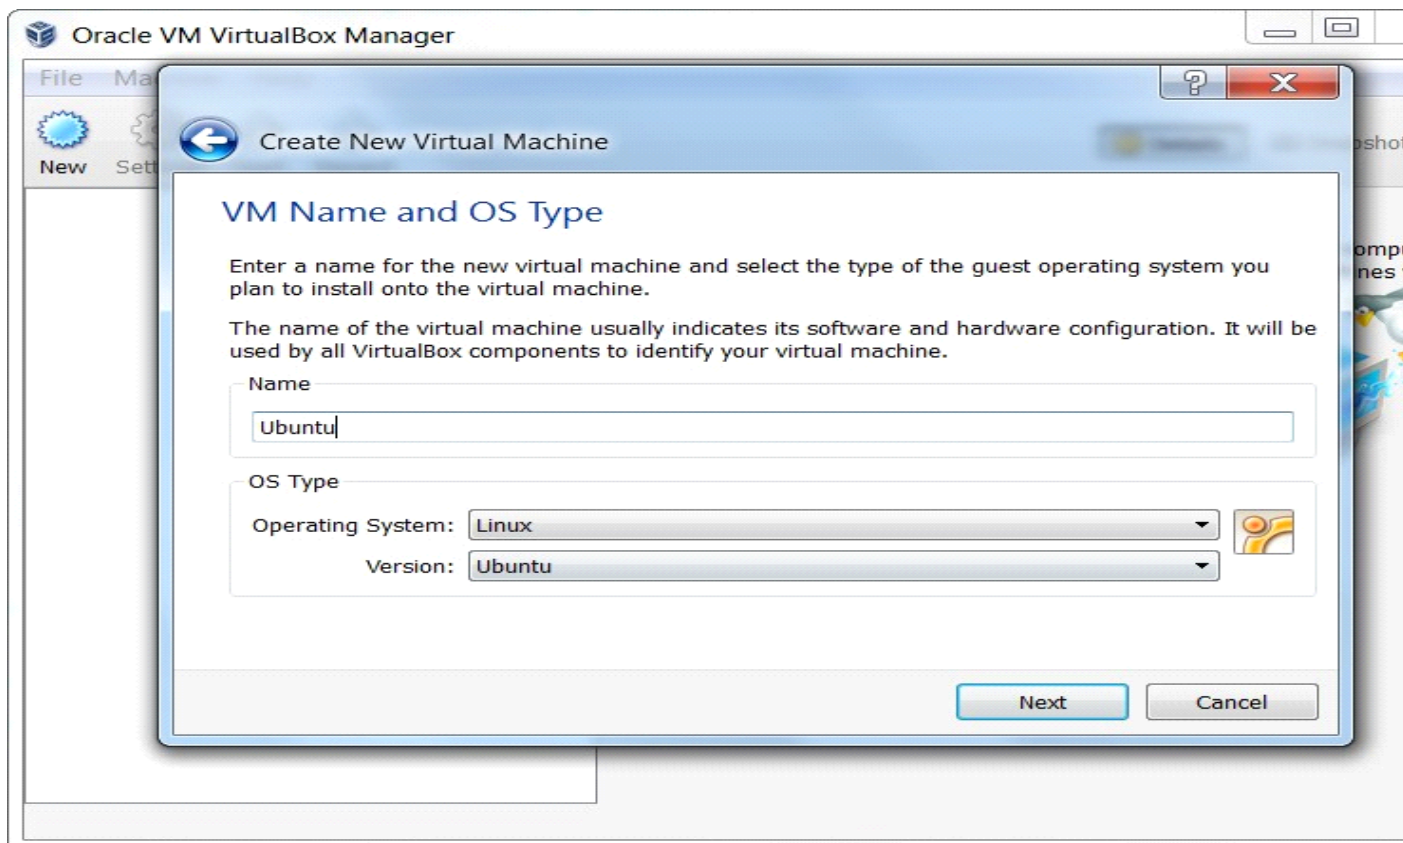 Oracle VM VirtualBox Manager
File
New
Create New Virtual Machine
VM Name and OS Type
Enter a name for the new virtual machine and select the type of the guest operating system you
plan to install onto the virtual machine.
The name of the virtual machine usually indicates its software and hardware configuration. It will be
used by all VirtualBox components to identify your virtual machine.
Name
Ubuntu
OS Type
Operating System: Linux
Version: Ubuntu
Next Cancel